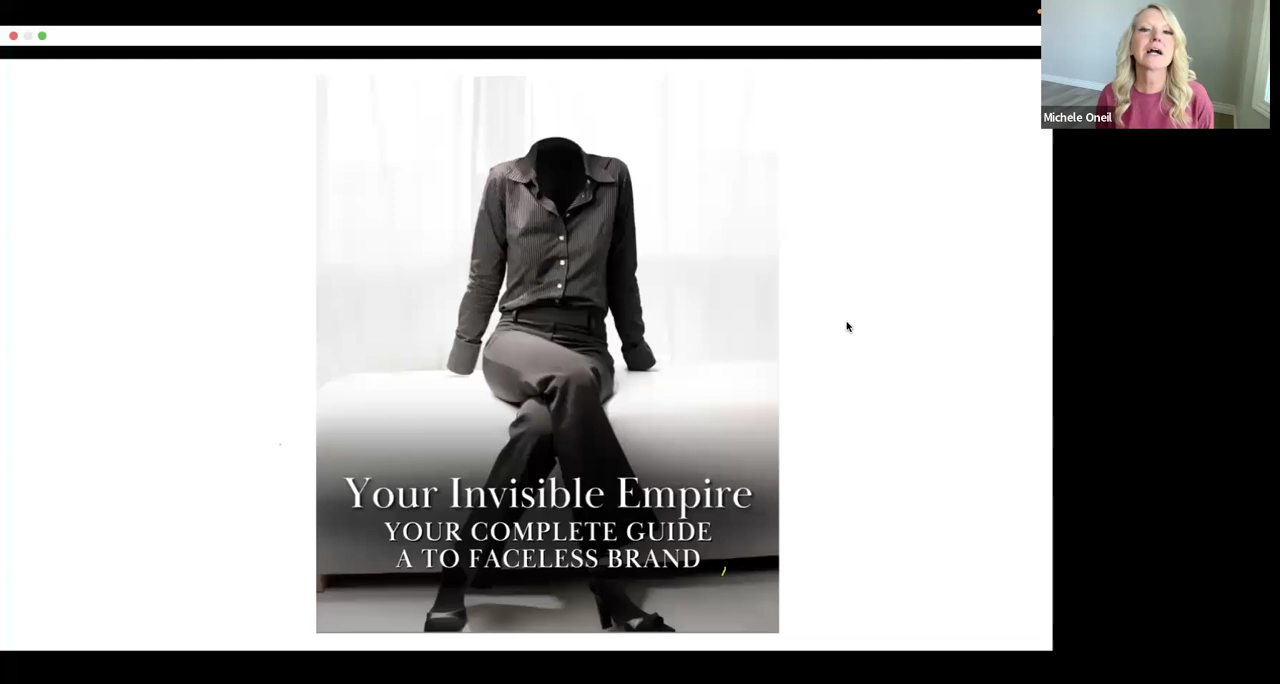 Michele Oneil
Your Invisible Empire
YOUR COMPLETE GUIDE
A TO FACELESS BRAND